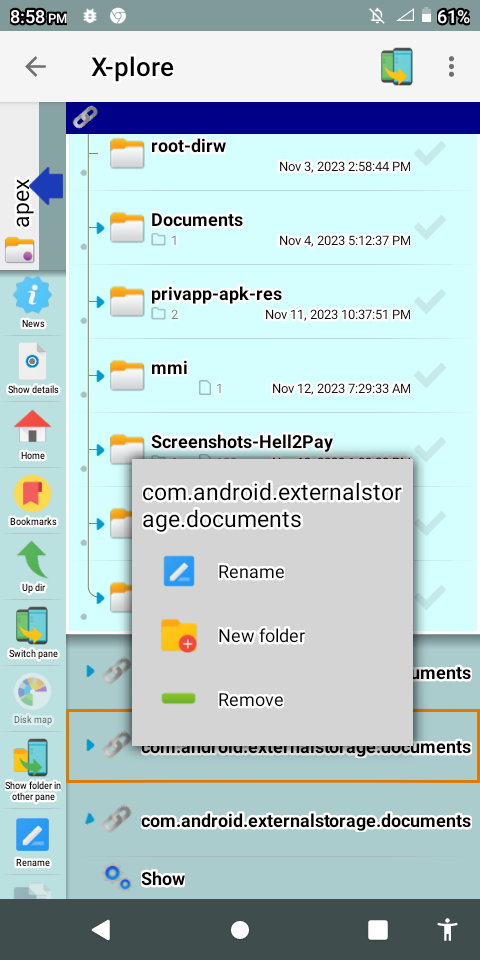 8:58 PM
61%
X-plore
apex
root-dirw
Nov 3, 2023 2:58:44 PM
Documents
1
Nov 4, 2023 5:12:37 PM
privapp-apk-res
2
Nov 11, 2023 10:37:51 PM
mmi
1
Nov 12, 2023 7:29:33 AM
Screenshots-Hell2Pay
com.android.externalstor
age.documents
Rename
New folder
Remove
com.android.externalstorage.documents
com.android.externalstorage.documents
Show
News
Show details
Home
Bookmarks
Up dir
Switch pane
Disk map
Show folder in
other pane
Rename